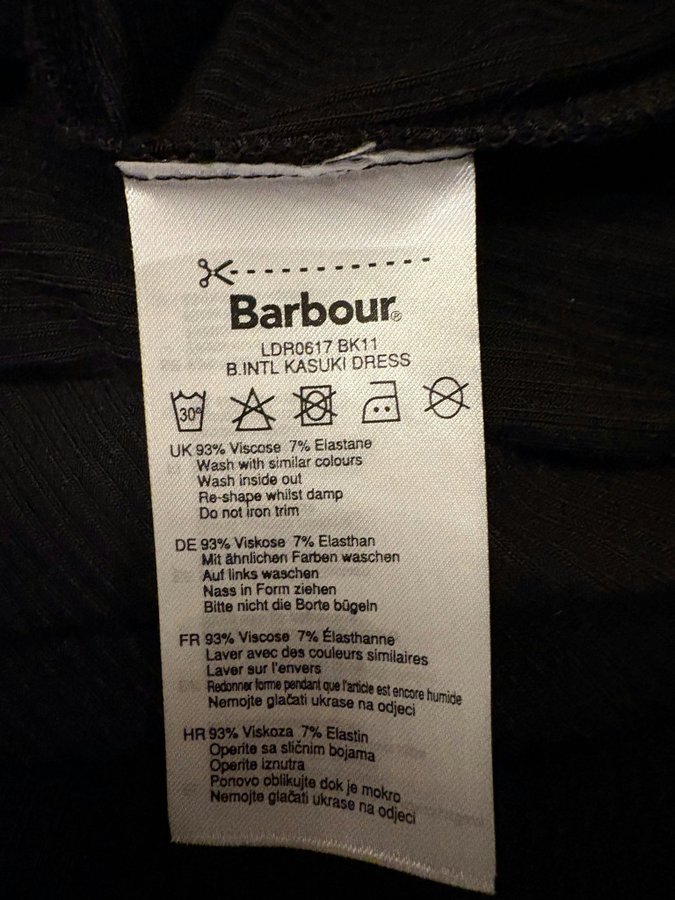 Barbour®
LDR0617 BK11
B.INTL KASUKI DRESS
30°
UK 93% Viscose 7% Elastane
Wash with similar colours
Wash inside out
Re-shape whilst damp
Do not iron trim
DE 93% Viskose 7% Elasthan
Mit ähnlichen Farben waschen
Auf links waschen
Nass in Form ziehen
Bitte nicht die Borte bügeln
FR 93% Viscose 7% Élasthanne
Laver avec des couleurs similaires
Laver sur l'envers
Redonner forme pendant que l'article est encore humide
Nemojte glačati ukrase na odjeci
HR 93% Viskoza 7% Elastin
Operite sa sličnim bojama
Operite iznutra
Ponovo oblikujte dok je mokro
Nemojte glačati ukrase na odjeci